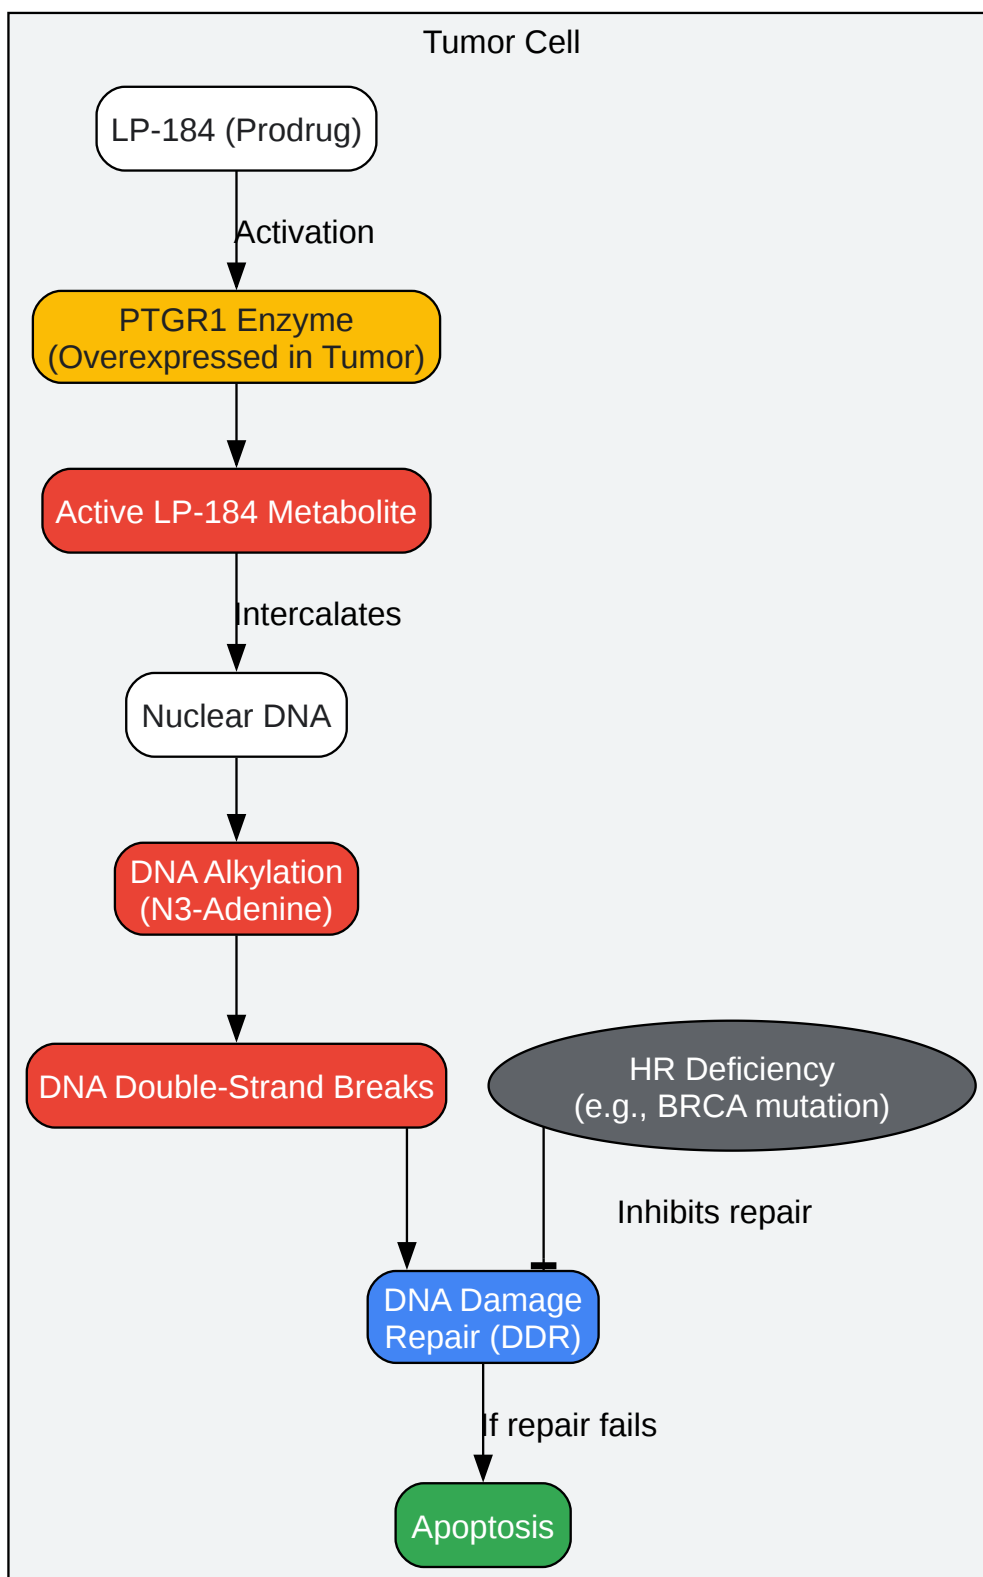 Tumor Cell
LP-184 (Prodrug)
Activation
PTGR1 Enzyme
(Overexpressed in Tumor)
Active LP-184 Metabolite
Intercalates
Nuclear DNA
DNA Alkylation
(N3-Adenine)
DNA Double-Strand Breaks
HR Deficiency
(e.g., BRCA mutation)
Inhibits repair
DNA Damage
Repair (DDR)
If repair fails
Apoptosis